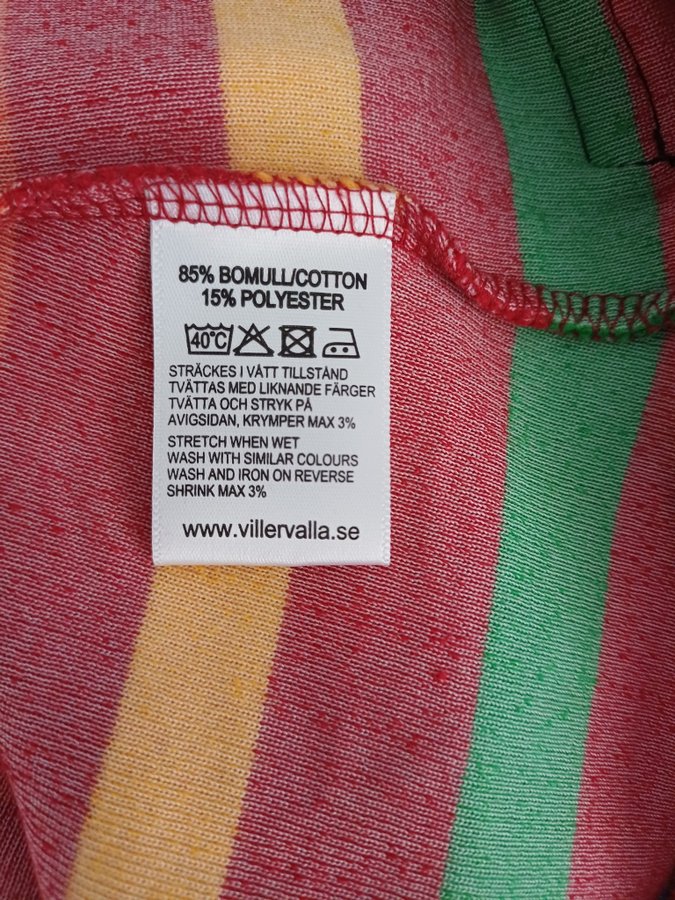 85% BOMULL/COTTON
15% POLYESTER
40°C
STRÄCKES I VÅTT TILLSTÅND
TVÄTTAS MED LIKNANDE FÄRGER
TVÄTTA OCH STRYK PÅ
AVIGSIDAN, KRYMPER MAX 3%
STRETCH WHEN WET
WASH WITH SIMILAR COLOURS
WASH AND IRON ON REVERSE
SHRINK MAX 3%
www.villervalla.se